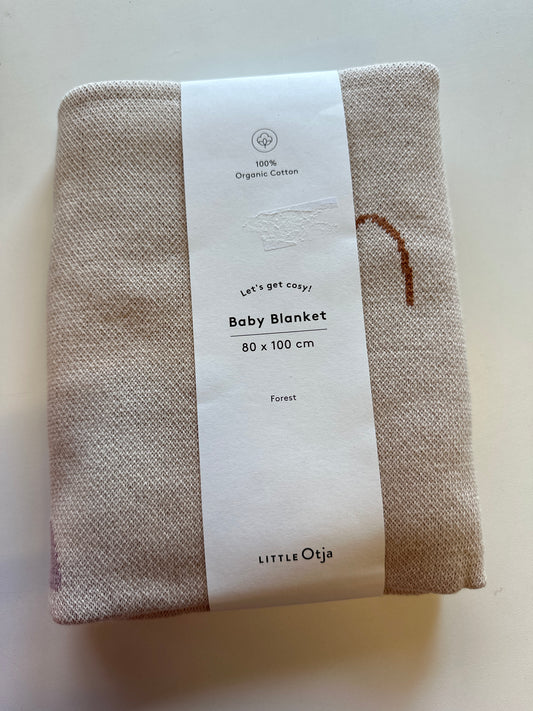 100%
Organic Cotton
Let's get cosy!
Baby Blanket
80 x 100 cm
Forest
LITTLE Otja